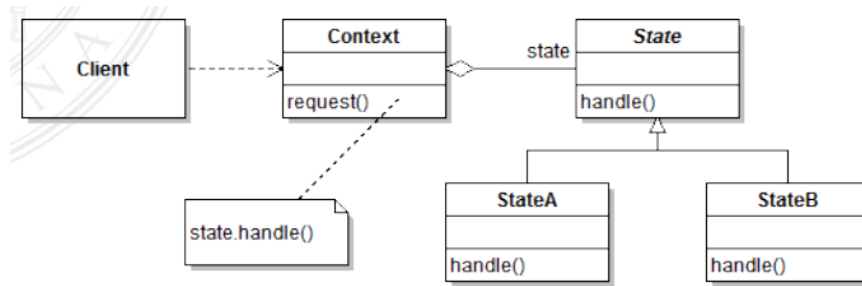 Client
Context
request()
state
State
handle()
state.handle()
StateA
handle()
StateB
handle()